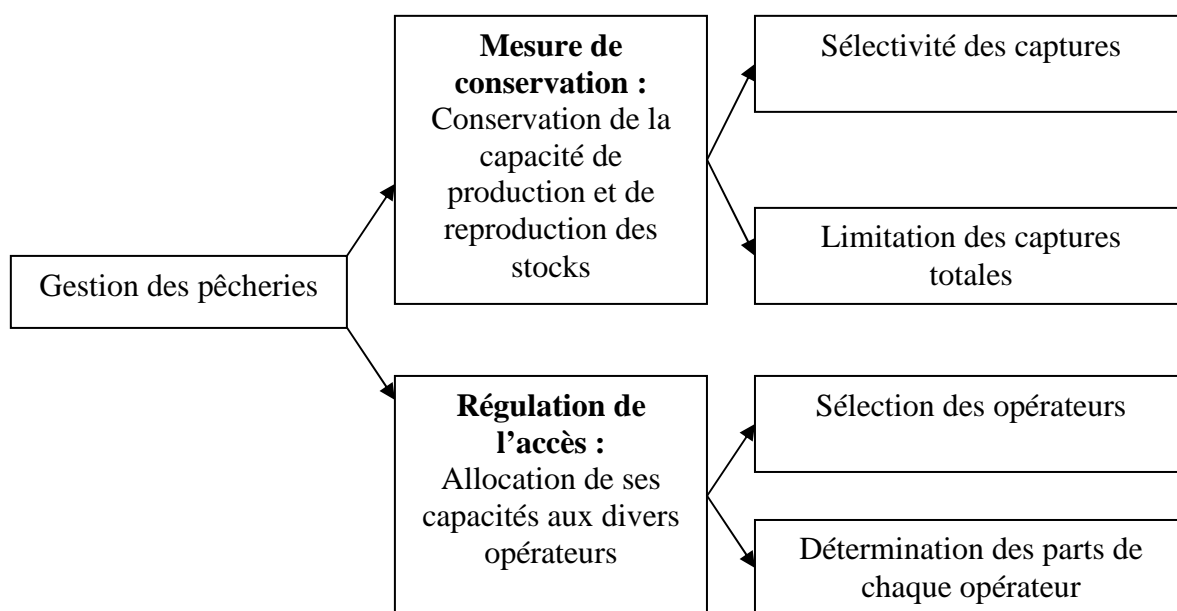 Gestion des pêcheries
Mesure de
conservation :
Conservation de la
capacité de
production et de
reproduction des
stocks
Sélectivité des captures
Limitation des captures
totales
Régulation de
l’accès :
Allocation de ses
capacités aux divers
opérateurs
Sélection des opérateurs
Détermination des parts de
chaque opérateur